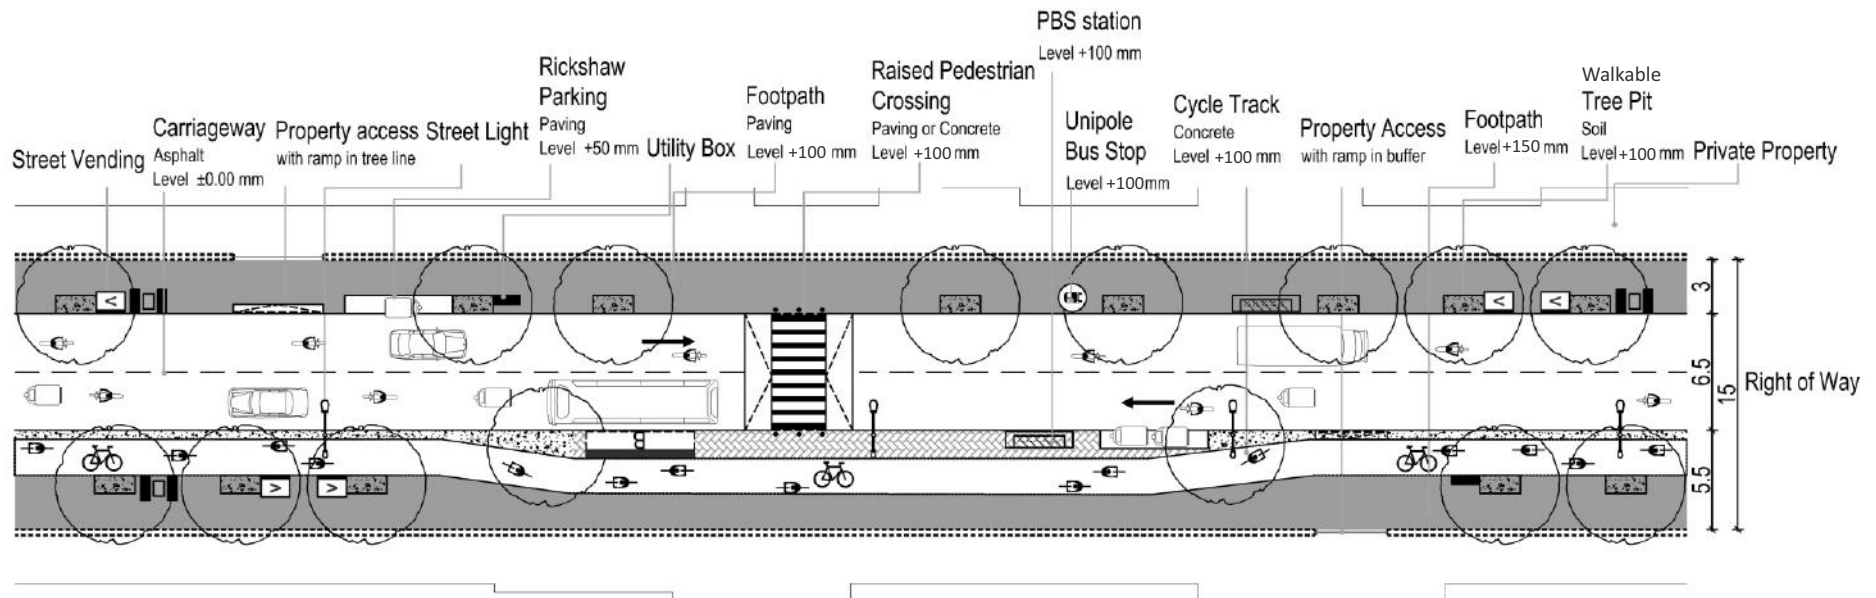 PBS station
Level +100 mm
Rickshaw
Parking
Paving
Level +50 mm
Raised Pedestrian
Crossing
Paving or Concrete
Level +100 mm
Walkable
Tree Pit
Soil
Level +100 mm
Footpath
Paving
Level +100 mm
Cycle Track
Concrete
Level +100 mm
Unipole
Bus Stop
Level +100mm
Footpath
Level +150 mm
Carriageway
Asphalt
Level ±0.00 mm
Property access
with ramp in tree line
Street Light
Utility Box
Property Access
with ramp in buffer
Street Vending
Private Property
V
V
V
3
6.5
15
Right of Way
V
V
5.5